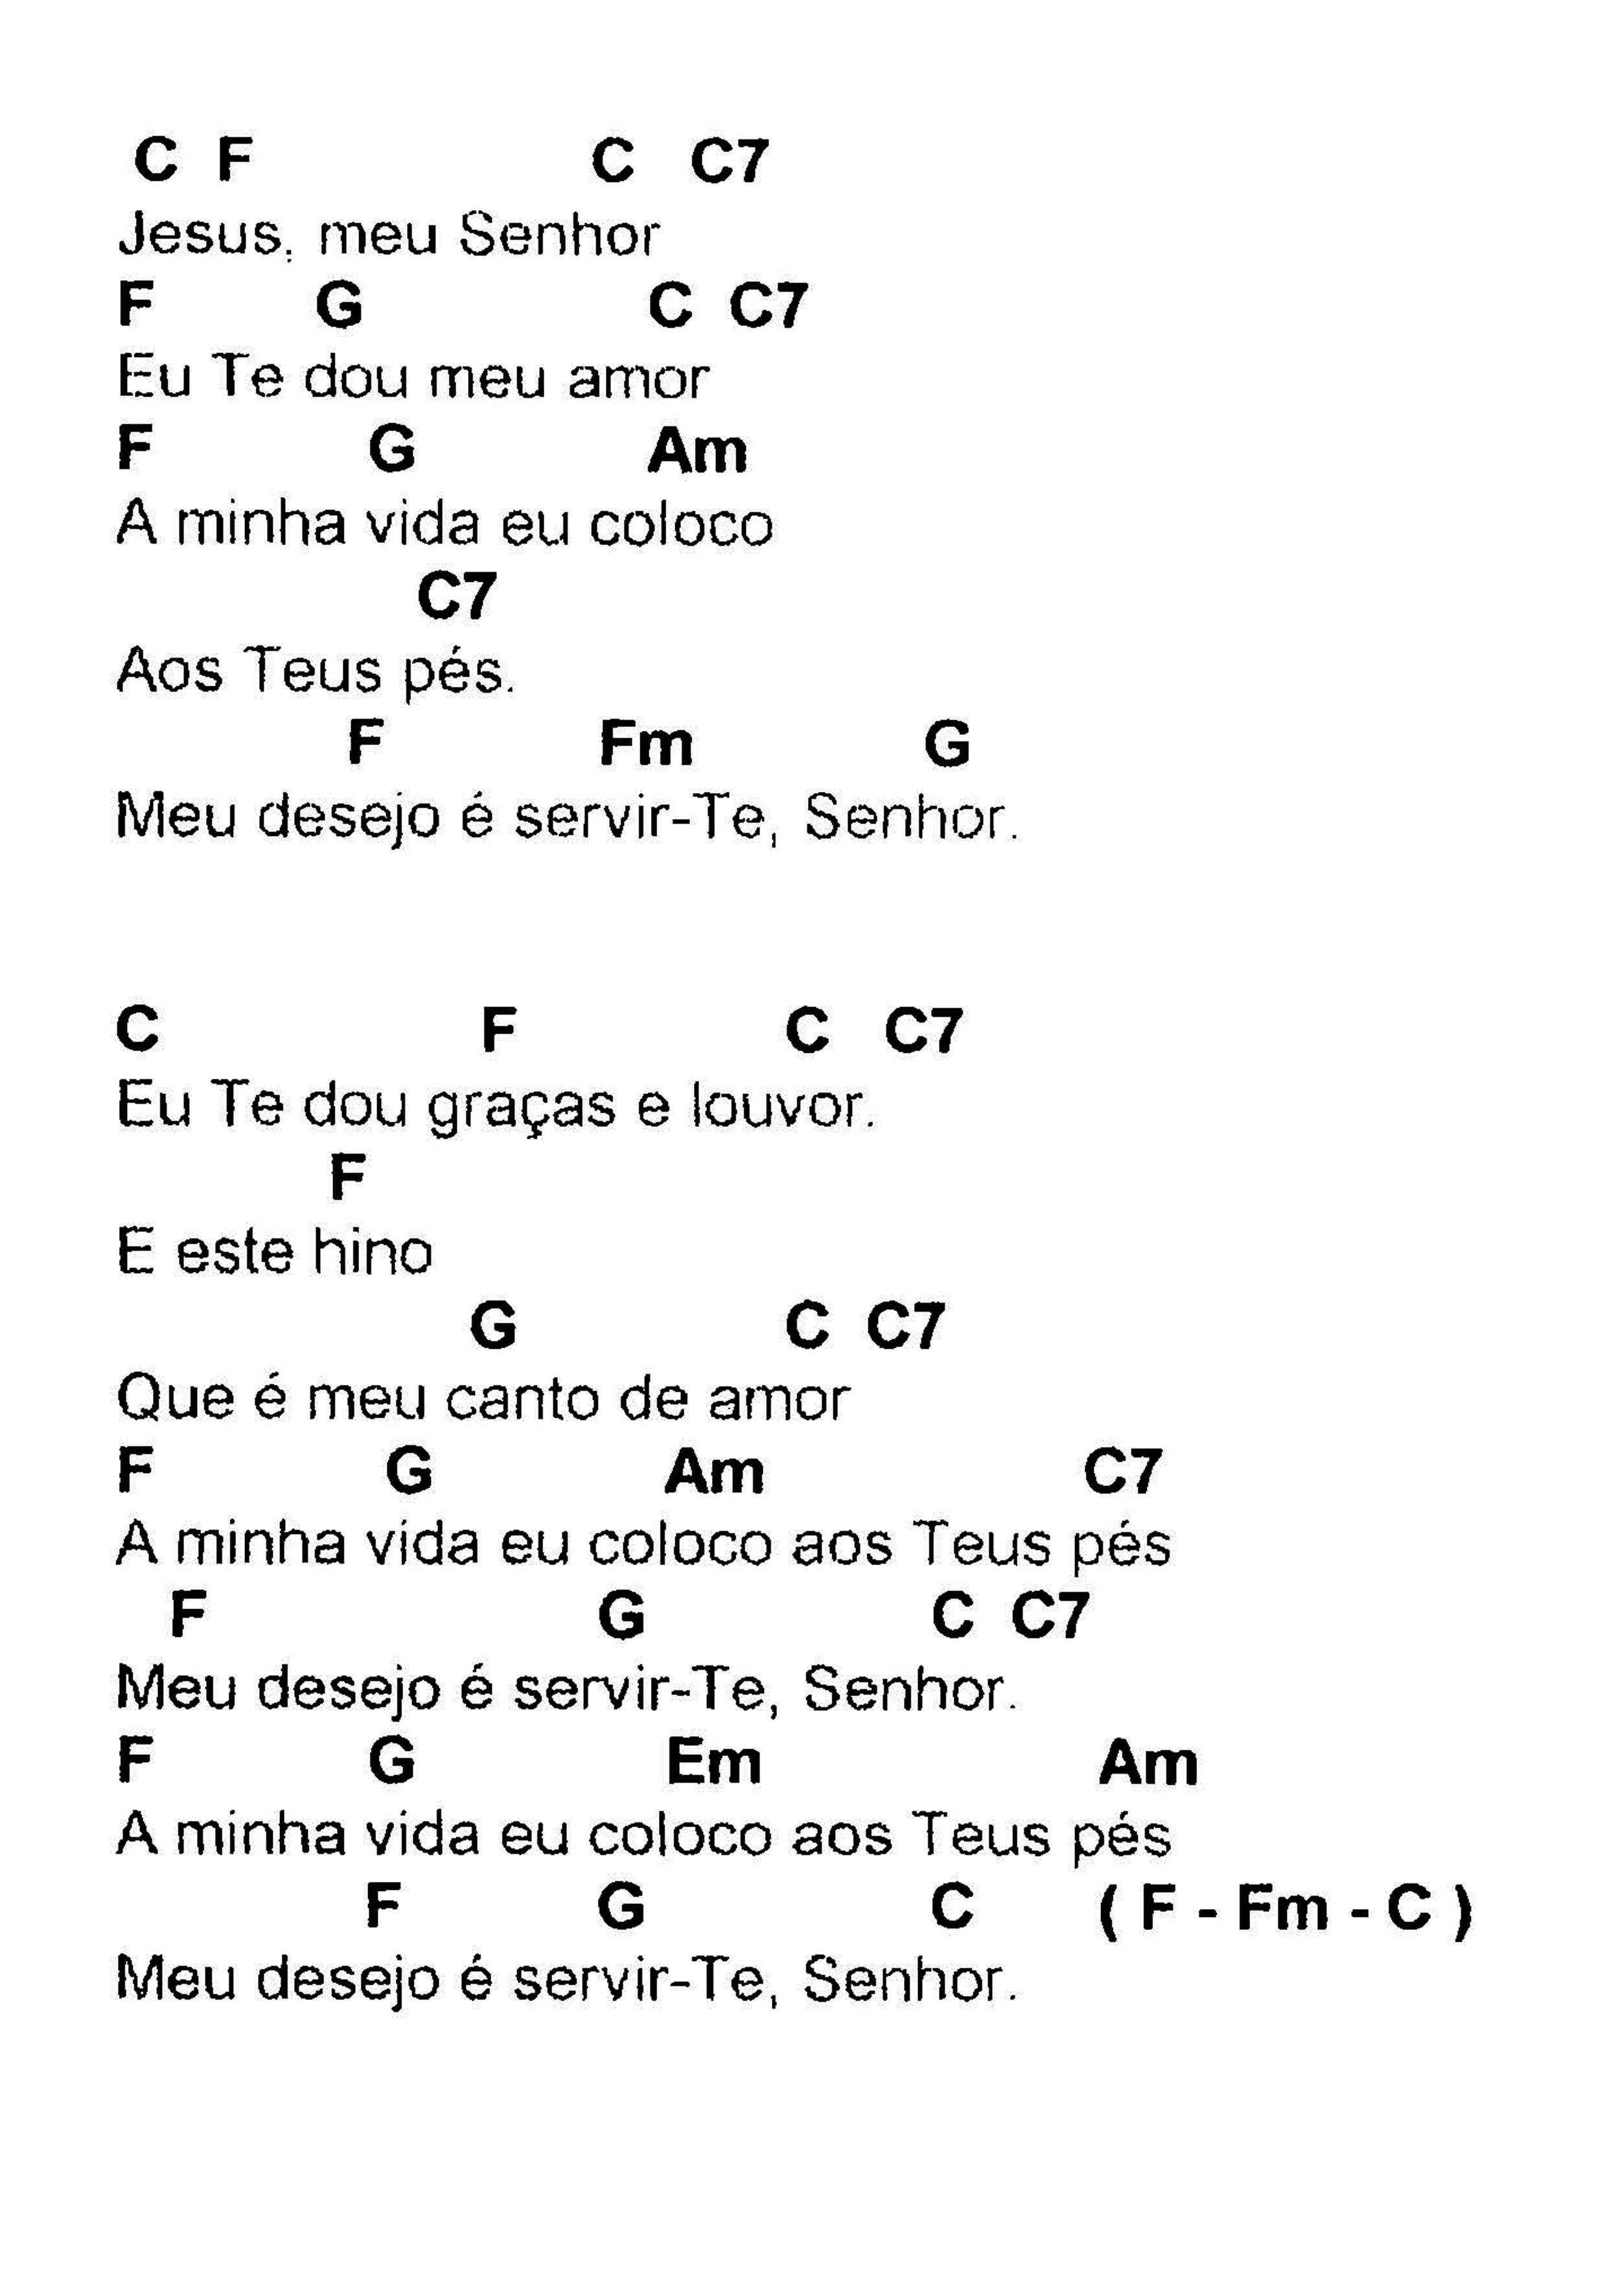 C F C C7
Jesus, meu Senhor
F G C C7
Eu Te dou meu amor
F G Am
A minha vida eu coloco
C7
Aos Teus pés.
F Fm G
Meu desejo é servir-Te, Senhor.
C F C C7
Eu Te dou graças e louvor.
F
E este hino
G C C7
Que é meu canto de amor
F G Am C7
A minha vida eu coloco aos Teus pés
F G C C7
Meu desejo é servir-Te, Senhor.
F G Em Am
A minha vida eu coloco aos Teus pés
F G C ( F - Fm - C )
Meu desejo é servir-Te, Senhor.